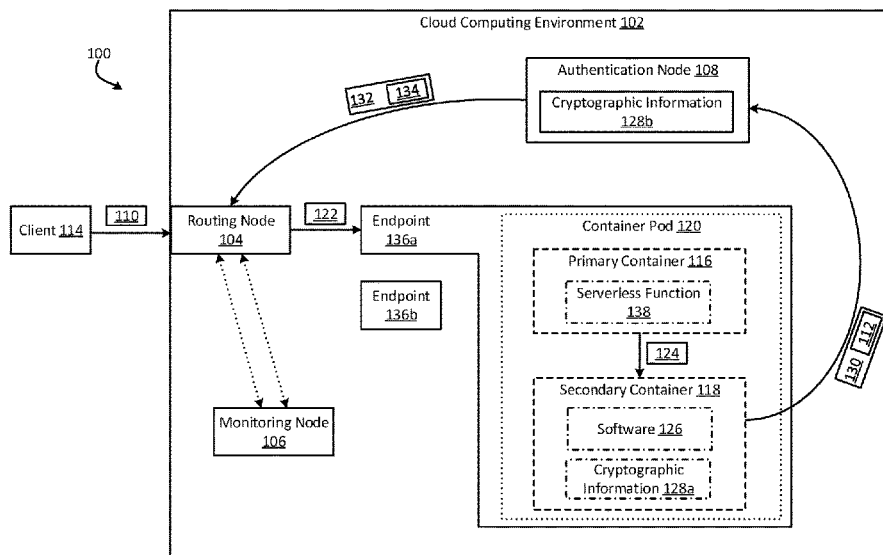 Cloud Computing Environment 102
100
Authentication Node 108
Cryptographic Information
128b
132 134
110
Client 114
Routing Node
104
122
Endpoint
136a
Container Pod 120
Primary Container 116
Serverless Function
138
Endpoint
136b
124
130 112
Secondary Container 118
Software 126
Monitoring Node
106
Cryptographic
Information 128a